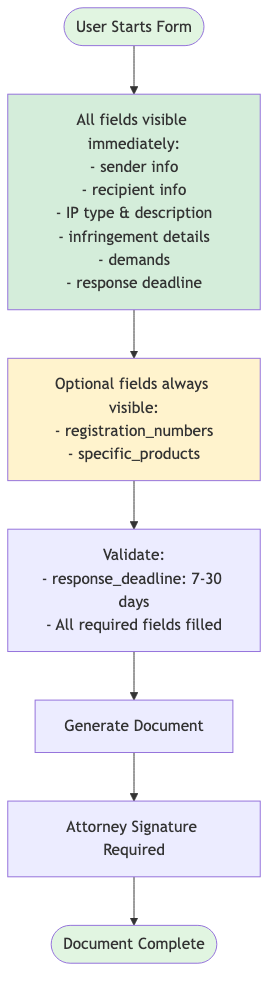 User Starts Form
All fields visible
immediately:
- sender info
- recipient info
- IP type & description
- infringement details
- demands
- response deadline
Optional fields always
visible:
- registration_numbers
- specific_products
Validate:
- response_deadline: 7-30
days
- All required fields filled
Generate Document
Attorney Signature
Required
Document Complete